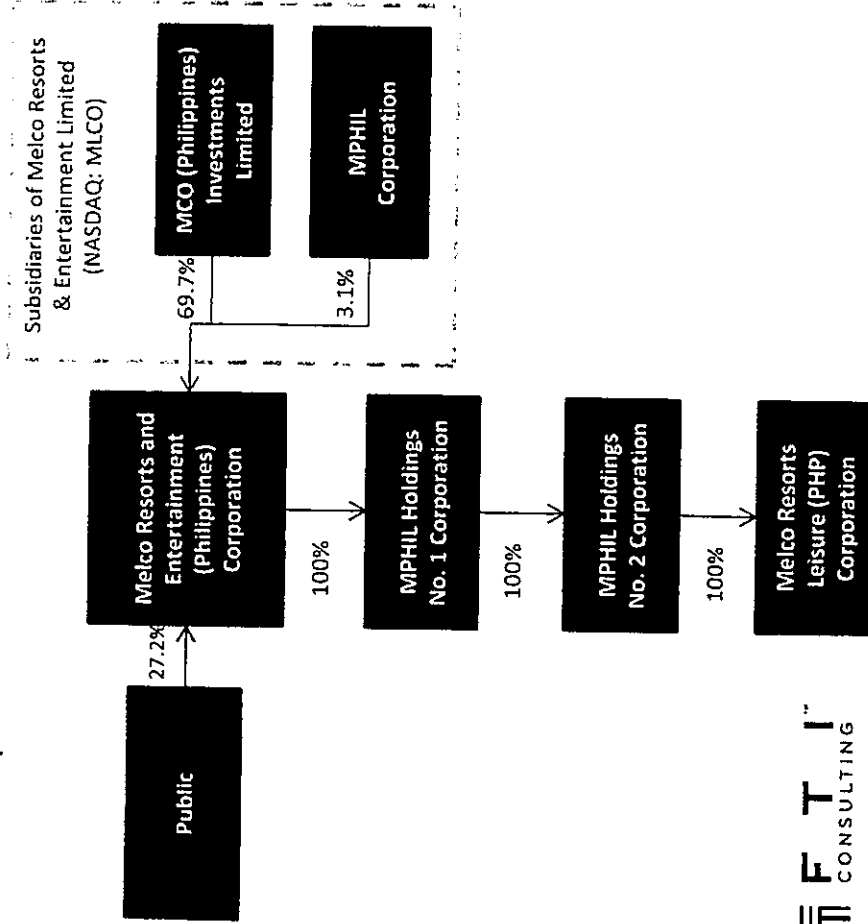 Subsidiaries of Melco Resorts
& Entertainment Limited
(NASDAQ: MLCO)
MCO (Philippines)
Investments
Limited
MPHIL
Corporation
69.7%
3.1%
Public
27.2%
Melco Resorts and
Entertainment
(Philippines)
Corporation
100%
MPHIL Holdings
No. 1 Corporation
100%
MPHIL Holdings
No. 2 Corporation
100%
Melco Resorts
Leisure (PHP)
Corporation
F T I™
CONSULTING